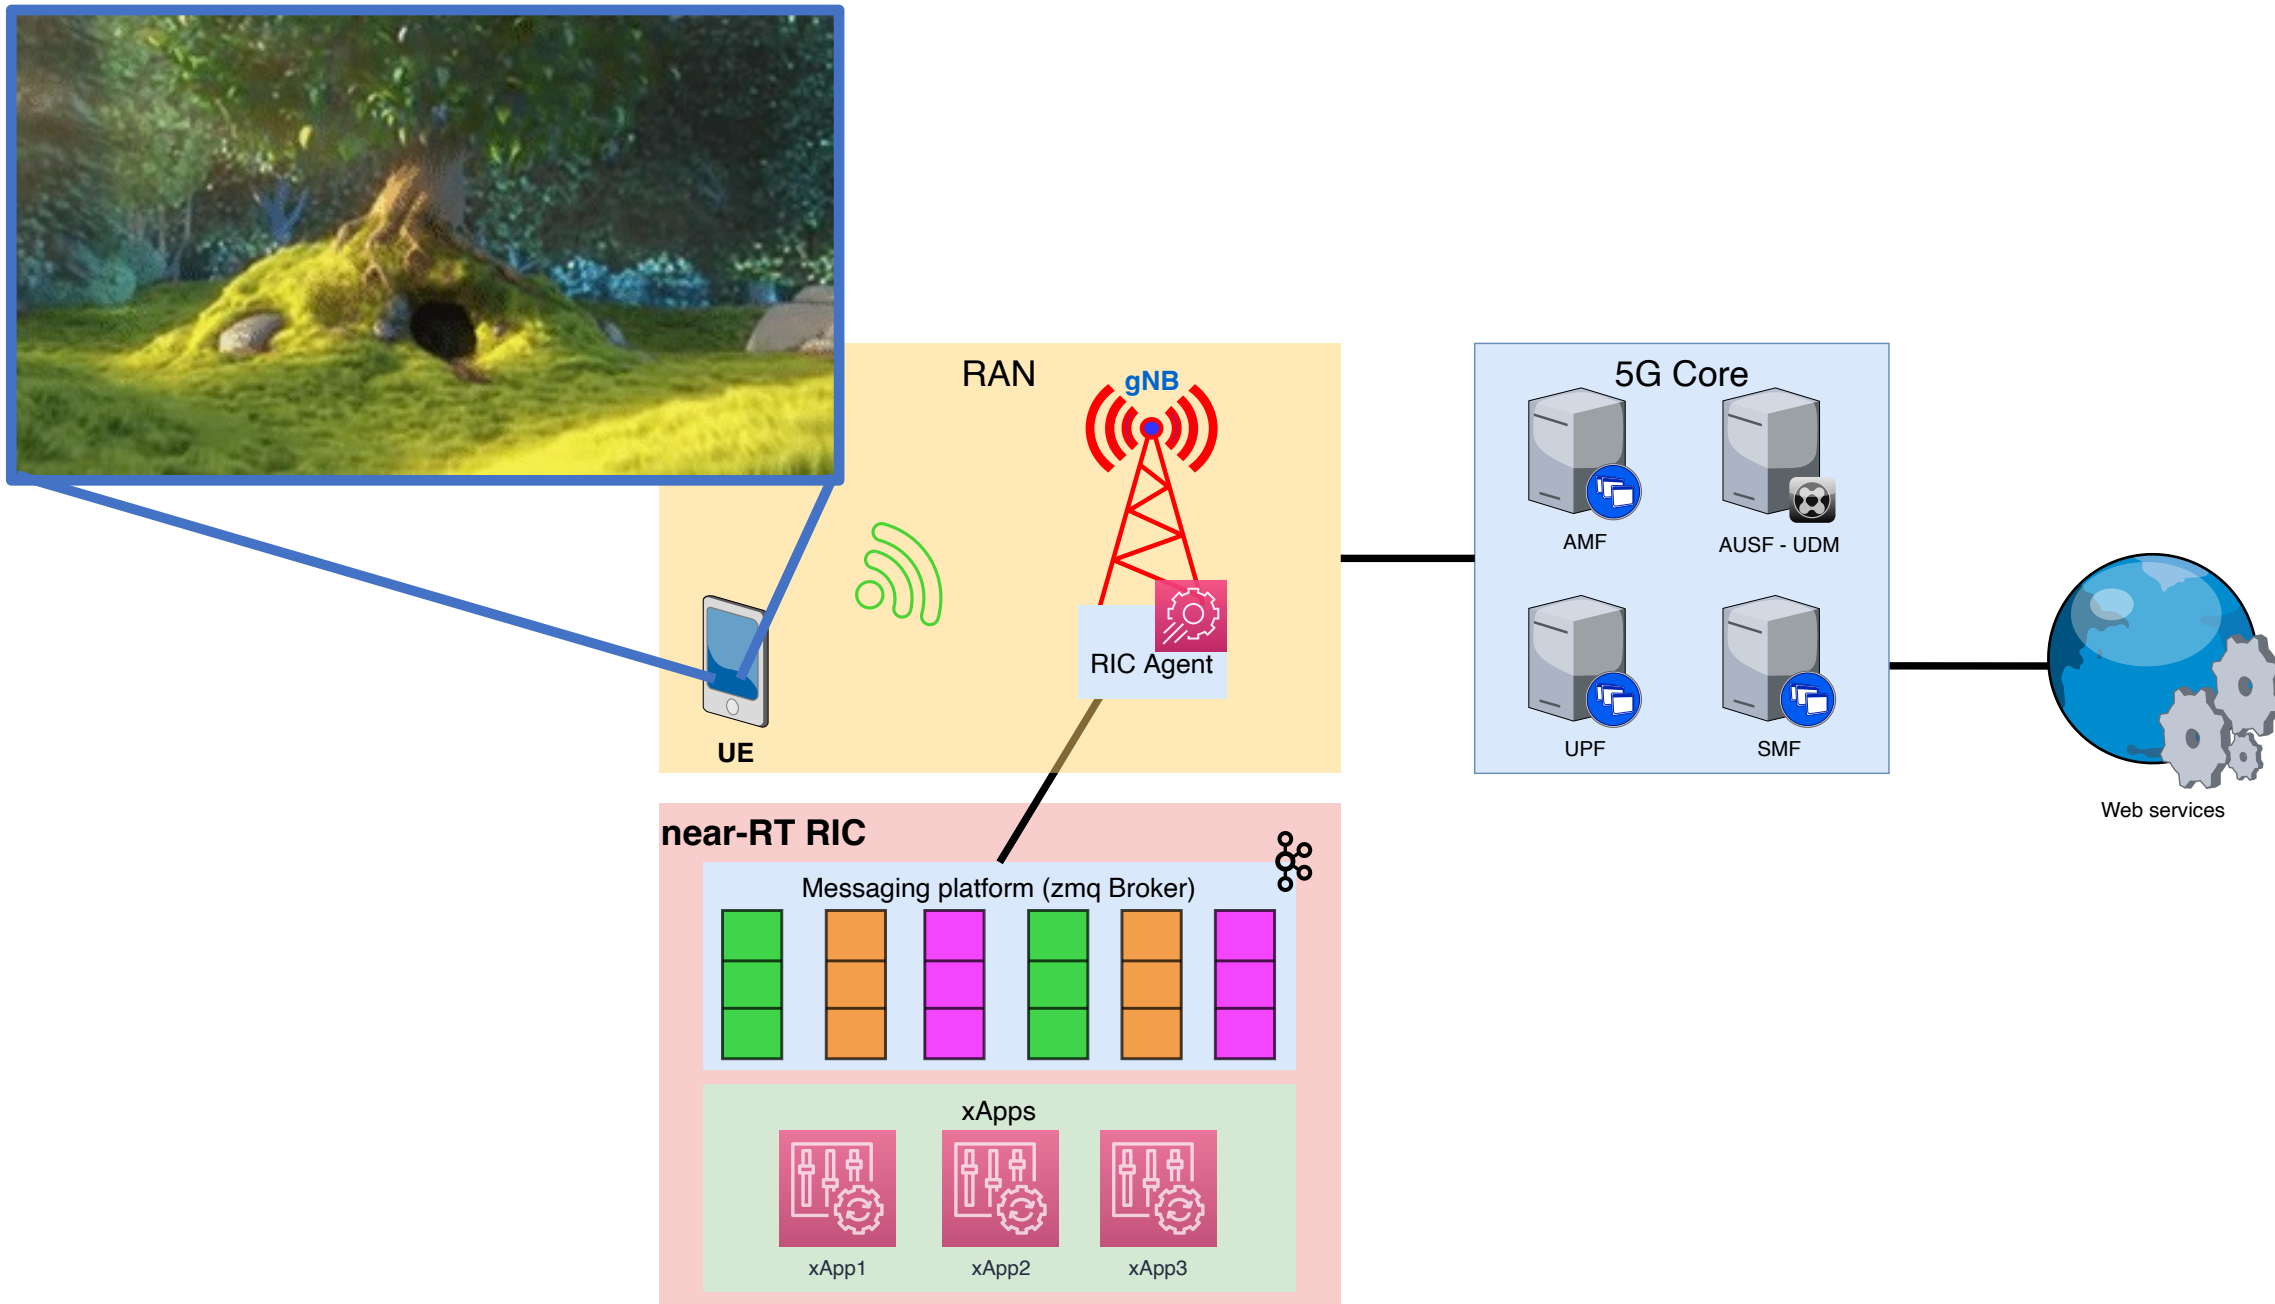 RAN
gNB
RIC Agent
UE
5G Core
AMF
AUSF - UDM
UPF
SMF
Web services
near-RT RIC
Messaging platform (zmq Broker)
xApps
xApp1
xApp2
xApp3